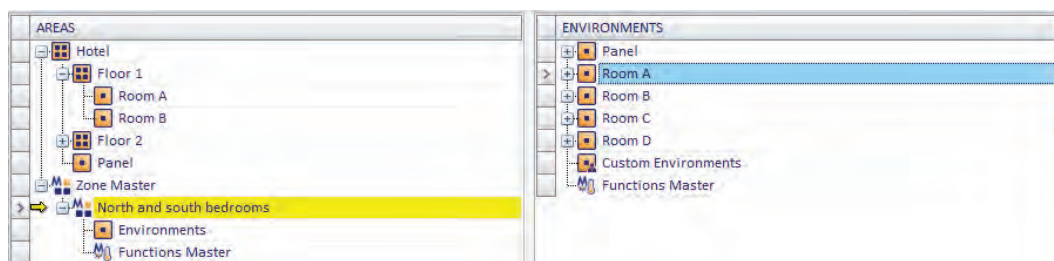 AREAS
Hotel
Floor 1
Room A
Room B
Floor 2
Panel
Zone Master
North and south bedrooms
Environments
Functions Master
ENVIRONMENTS
Panel
Room A
Room B
Room C
Room D
Custom Environments
Functions Master